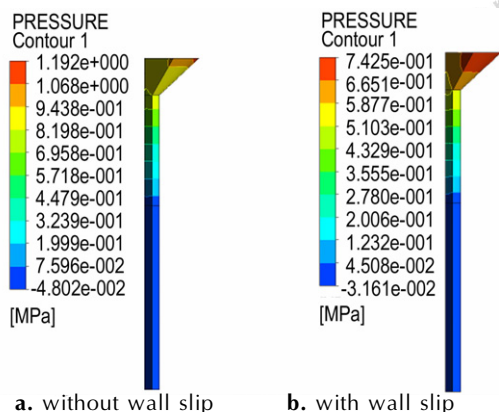 PRESSURE
Contour 1
1.192e+000
1.068e+000
9.438e-001
8.198e-001
6.958e-001
5.718e-001
4.479e-001
3.239e-001
1.999e-001
7.596e-002
-4.802e-002
[MPa]
a. without wall slip
PRESSURE
Contour 1
7.425e-001
6.651e-001
5.877e-001
5.103e-001
4.329e-001
3.555e-001
2.780e-001
2.006e-001
1.232e-001
4.508e-002
-3.161e-002
[MPa]
b. with wall slip